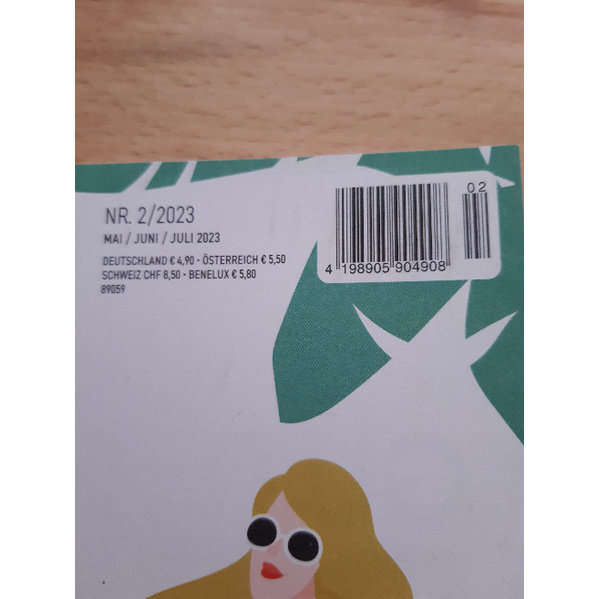 NR. 2/2023
MAI / JUNI / JULI 2023
DEUTSCHLAND € 4,90 • ÖSTERREICH € 5,50
SCHWEIZ CHF 8,50 • BENELUX € 5,80
89059
02
4 198905 904908